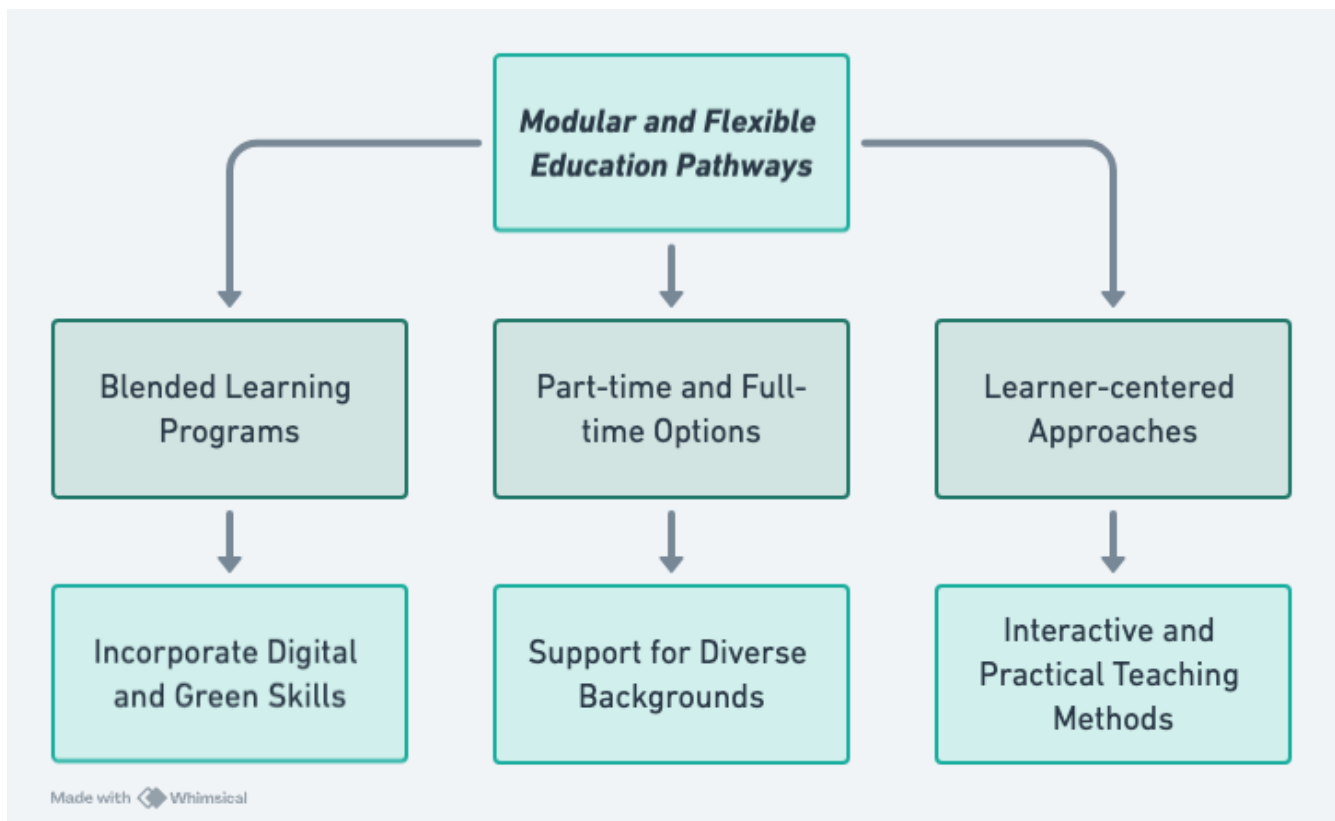 Modular and Flexible
Education Pathways
Blended Learning
Programs
Part-time and Full-
time Options
Learner-centered
Approaches
Incorporate Digital
and Green Skills
Support for Diverse
Backgrounds
Interactive and
Practical Teaching
Methods
Made with Whimsical